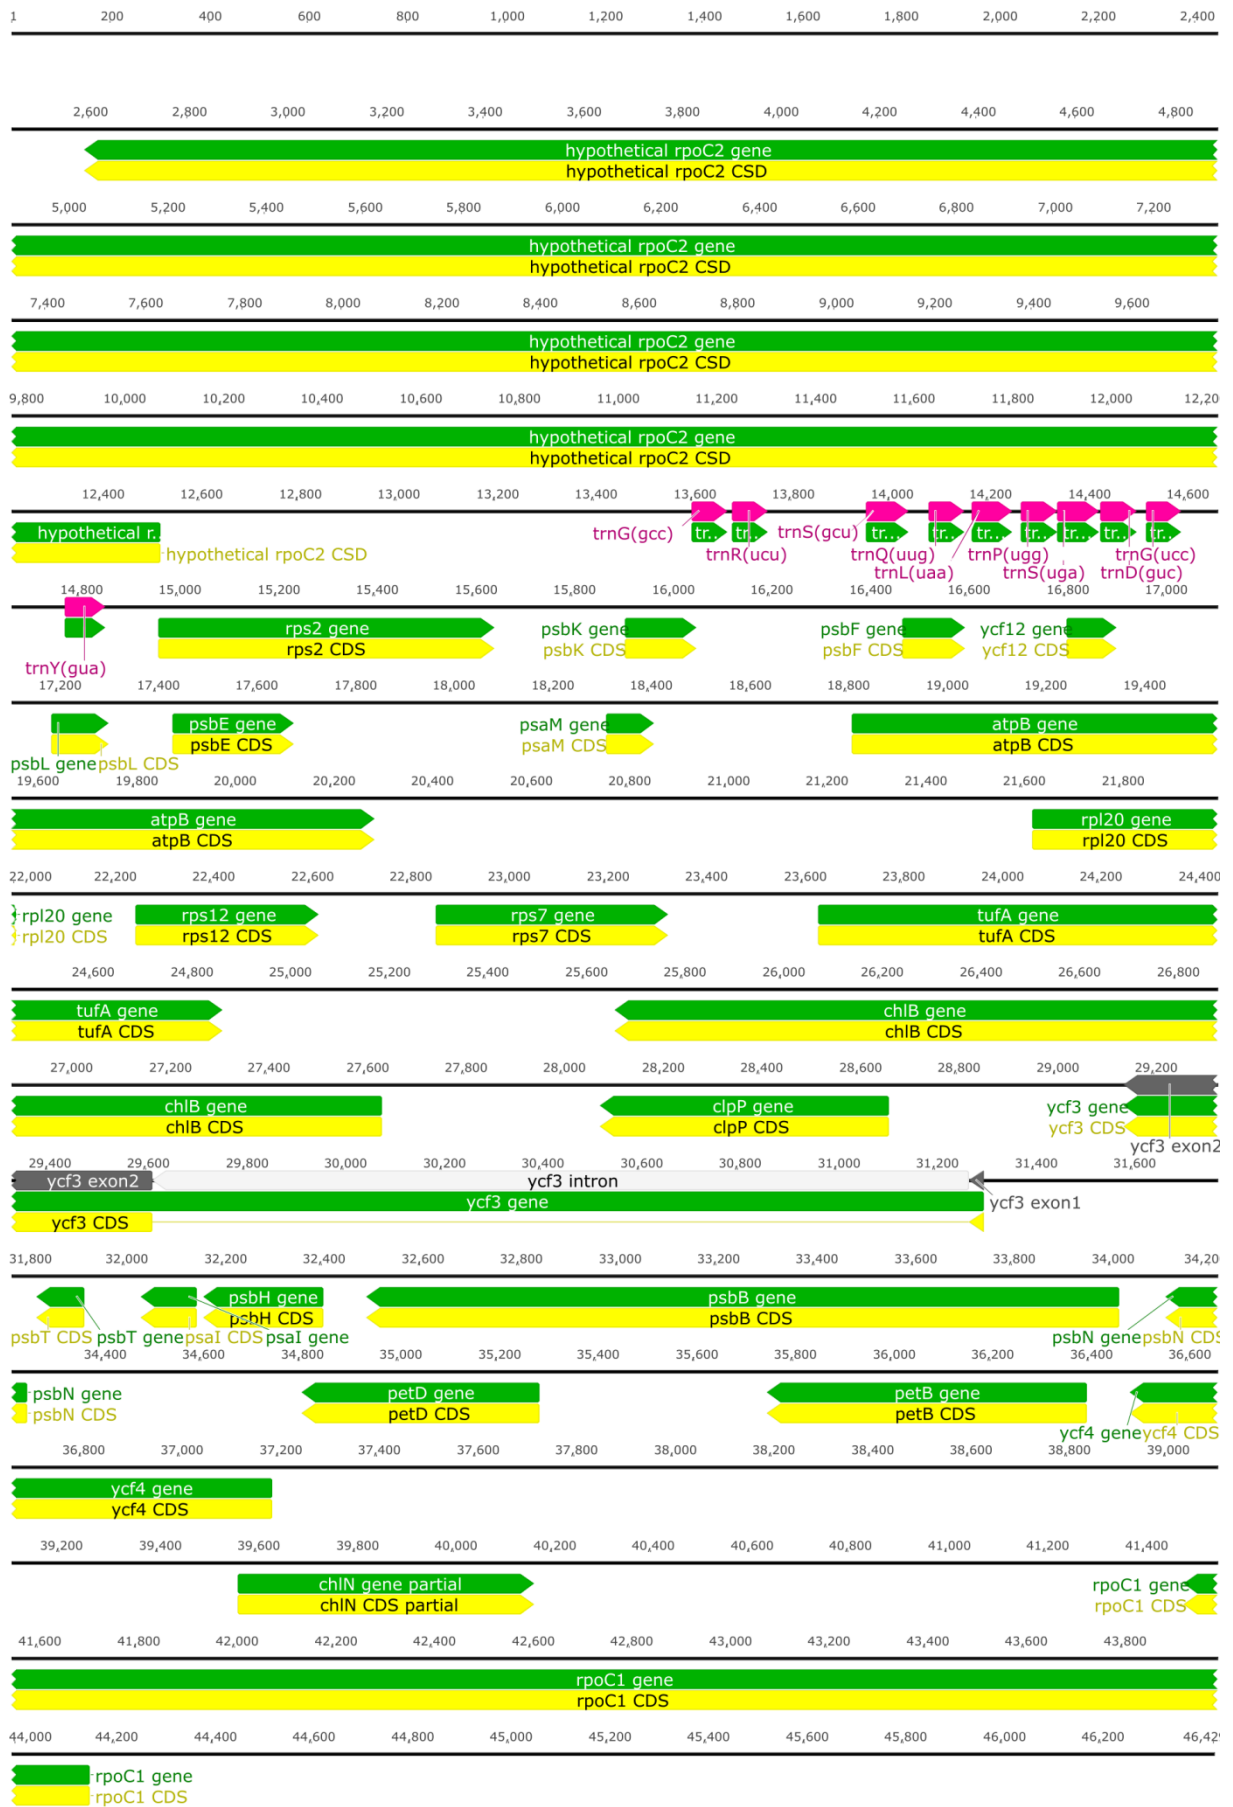 1 200 400 600 800 1,000 1,200 1,400 1,600 1,800 2,000 2,200 2,400
2,600 2,800 3,000 3,200 3,400 3,600 3,800 4,000 4,200 4,400 4,600 4,800
hypothetical rpoC2 gene
hypothetical rpoC2 CSD
5,000 5,200 5,400 5,600 5,800 6,000 6,200 6,400 6,600 6,800 7,000 7,200
hypothetical rpoC2 gene
hypothetical rpoC2 CSD
7,400 7,600 7,800 8,000 8,200 8,400 8,600 8,800 9,000 9,200 9,400 9,600
hypothetical rpoC2 gene
hypothetical rpoC2 CSD
9,800 10,000 10,200 10,400 10,600 10,800 11,000 11,200 11,400 11,600 11,800 12,000 12,20
hypothetical rpoC2 gene
hypothetical rpoC2 CSD
12,400 12,600 12,800 13,000 13,200 13,400 13,600 13,800 14,000 14,200 14,400 14,600
hypothetical r.. trnG(gcc) tr.. tr.. trnS(gcu) tr.. tr.. tr.. tr.. tr.. tr.. tr..
hypothetical rpoC2 CSD trnR(ucu) trnQ(uug) trnP(ugg) trnG(ucc)
trnL(uaa) trnS(uga) trnD(guc)
14,800 15,000 15,200 15,400 15,600 15,800 16,000 16,200 16,400 16,600 16,800 17,000
rps2 gene psbK gene psbF gene ycf12 gene
rps2 CDS psbK CDS psbF CDS ycf12 CDS
trnY(gua)
17,200 17,400 17,600 17,800 18,000 18,200 18,400 18,600 18,800 19,000 19,200 19,400
psbE gene psaM gene atpB gene
psbE CDS psaM CDS atpB CDS
psbL gene psbL CDS
19,600 19,800 20,000 20,200 20,400 20,600 20,800 21,000 21,200 21,400 21,600 21,800
atpB gene rpl20 gene
atpB CDS rpl20 CDS
22,000 22,200 22,400 22,600 22,800 23,000 23,200 23,400 23,600 23,800 24,000 24,200 24,400
rpl20 gene rps12 gene rps7 gene tufA gene
rpl20 CDS rps12 CDS rps7 CDS tufA CDS
24,600 24,800 25,000 25,200 25,400 25,600 25,800 26,000 26,200 26,400 26,600 26,800
tufA gene chlB gene
tufA CDS chlB CDS
27,000 27,200 27,400 27,600 27,800 28,000 28,200 28,400 28,600 28,800 29,000 29,200
chlB gene clpP gene ycf3 gene
chlB CDS clpP CDS ycf3 CDS
ycf3 exon2
29,400 29,600 29,800 30,000 30,200 30,400 30,600 30,800 31,000 31,200 31,400 31,600
ycf3 exon2 ycf3 intron
ycf3 gene ycf3 exon1
ycf3 CDS
31,800 32,000 32,200 32,400 32,600 32,800 33,000 33,200 33,400 33,600 33,800 34,000 34,20
psbH gene psbB gene
psbH CDS psbB CDS
psbT CDS psbT gene psaI CDS psaI gene psbN gene psbN CDS
34,400 34,600 34,800 35,000 35,200 35,400 35,600 35,800 36,000 36,200 36,400 36,600
psbN gene petD gene petB gene
psbN CDS petD CDS petB CDS
ycf4 gene ycf4 CDS
36,800 37,000 37,200 37,400 37,600 37,800 38,000 38,200 38,400 38,600 38,800 39,000
ycf4 gene
ycf4 CDS
39,200 39,400 39,600 39,800 40,000 40,200 40,400 40,600 40,800 41,000 41,200 41,400
chlN gene partial rpoC1 gene
chlN CDS partial rpoC1 CDS
41,600 41,800 42,000 42,200 42,400 42,600 42,800 43,000 43,200 43,400 43,600 43,800
rpoC1 gene
rpoC1 CDS
44,000 44,200 44,400 44,600 44,800 45,000 45,200 45,400 45,600 45,800 46,000 46,200 46,42
rpoC1 gene
rpoC1 CDS